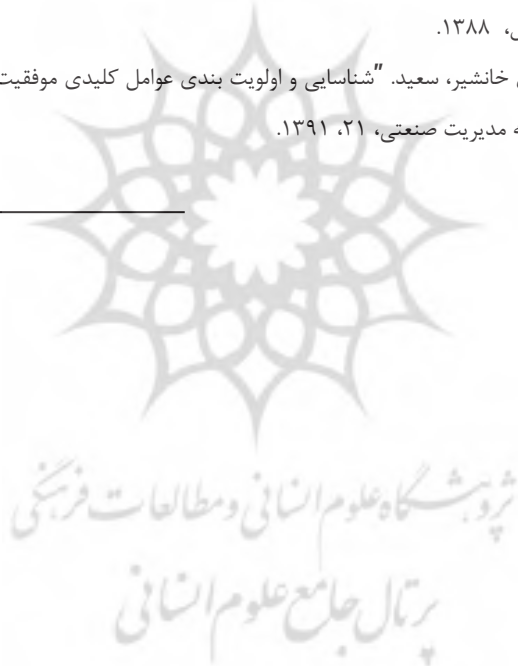 ، ۱۳۸۸.
خانشیر، سعید. "شناسایی و اولویت بندی عوامل کلیدی موفقیت
مدیریت صنعتی، ۲۱، ۱۳۹۱.
پژوهشگاه علوم انسانی و مطالعات فرهنگی
پرتال جامع علوم انسانی